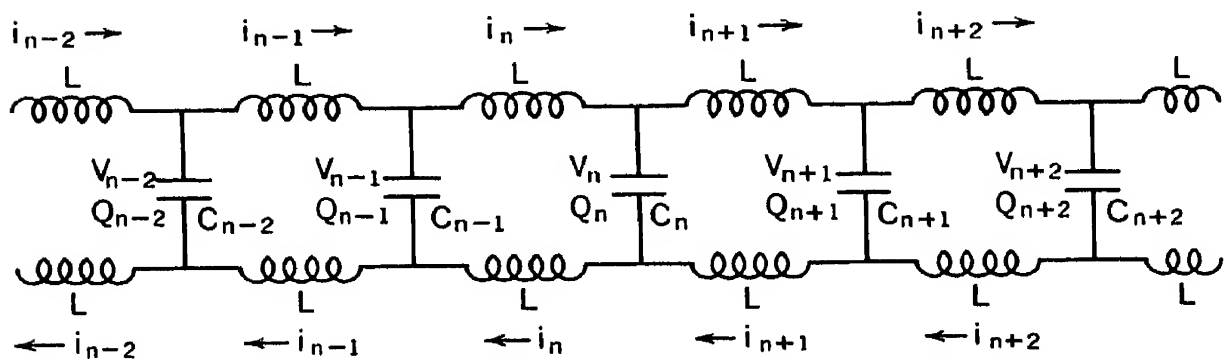 i_{n-2} → i_{n-1} → i_n → i_{n+1} → i_{n+2} →
L L L L L L
V_{n-2} V_{n-1} V_n V_{n+1} V_{n+2}
Q_{n-2} C_{n-2} Q_{n-1} C_{n-1} Q_n C_n Q_{n+1} C_{n+1} Q_{n+2} C_{n+2}
L L L L L L
← i_{n-2} ← i_{n-1} ← i_n ← i_{n+1} ← i_{n+2}